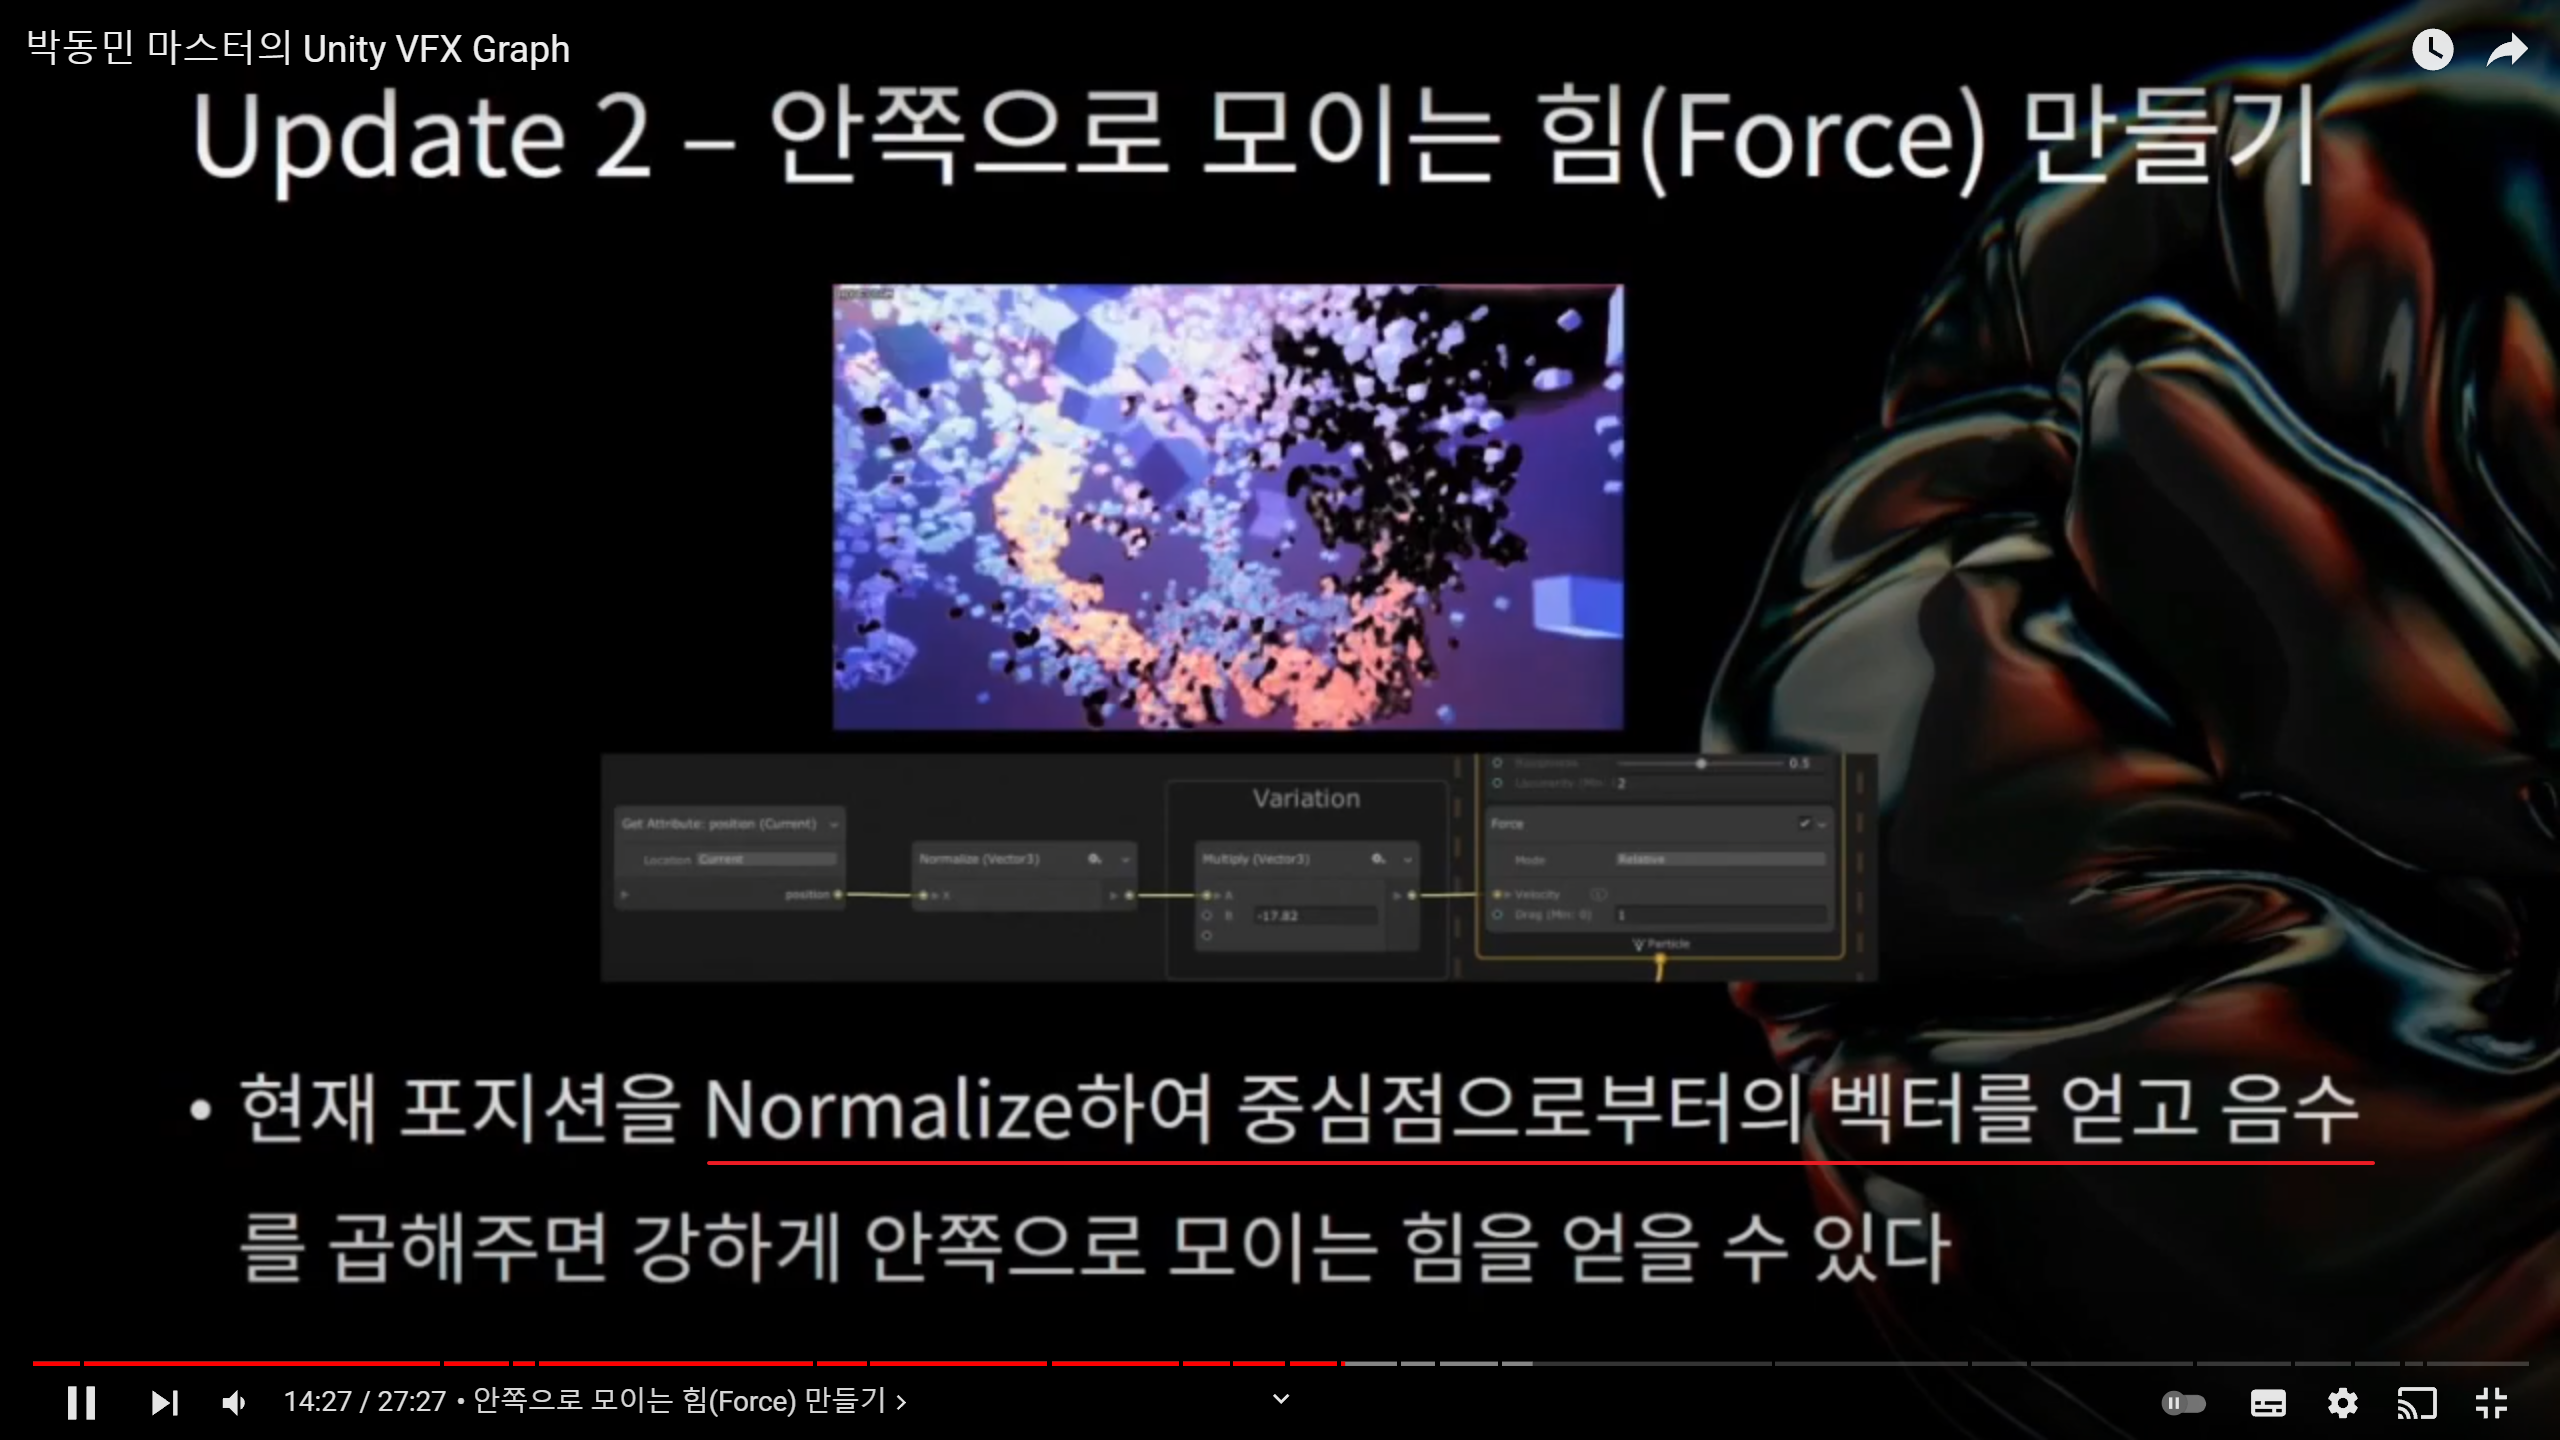 박동민 마스터의 Unity VFX Graph
Update 2 – 안쪽으로 모이는 힘(Force) 만들기
Variation
0.5
2
Get Attribute: position (Current)
Location Current
position
Normalize (Vector3)
X
Multiply (Vector3)
A
B -17.82
Force
Mode Relative
Velocity
Drag (Min: 0) 1
Particle
• 현재 포지션을 Normalize하여 중심점으로부터의 벡터를 얻고 음수
를 곱해주면 강하게 안쪽으로 모이는 힘을 얻을 수 있다
14:27 / 27:27 • 안쪽으로 모이는 힘(Force) 만들기